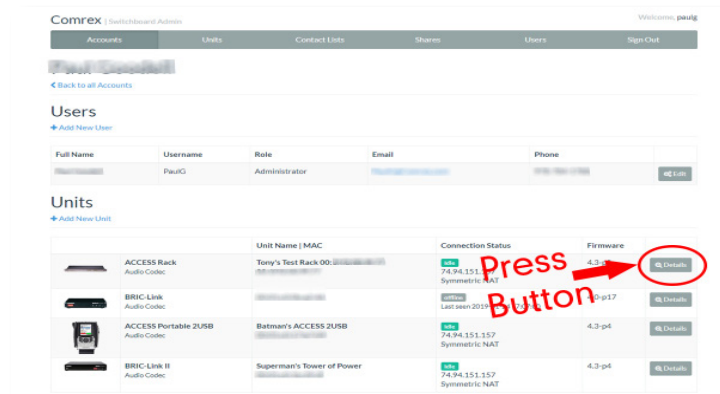 Comrex | Switchboard Admin
Welcome, paulg
Accounts Units Contact Lists Shares Users Sign Out
Back to all Accounts
Users
+ Add New User
Full Name Username Role Email Phone
PaulG Administrator Edit
Units
+ Add New Unit
Unit Name | MAC Connection Status Firmware
ACCESS Rack Tony's Test Rack 00: Idle Details
Audio Codec 74.94.151.
Symmetric NAT
Press
Button
BRIC-Link offline Details
Audio Codec Last seen
ACCESS Portable 2USB Batman's ACCESS 2USB Idle 4.3-p4 Details
Audio Codec 74.94.151.157
Symmetric NAT
BRIC-Link II Superman's Tower of Power Idle 4.3-p4 Details
Audio Codec 74.94.151.157
Symmetric NAT